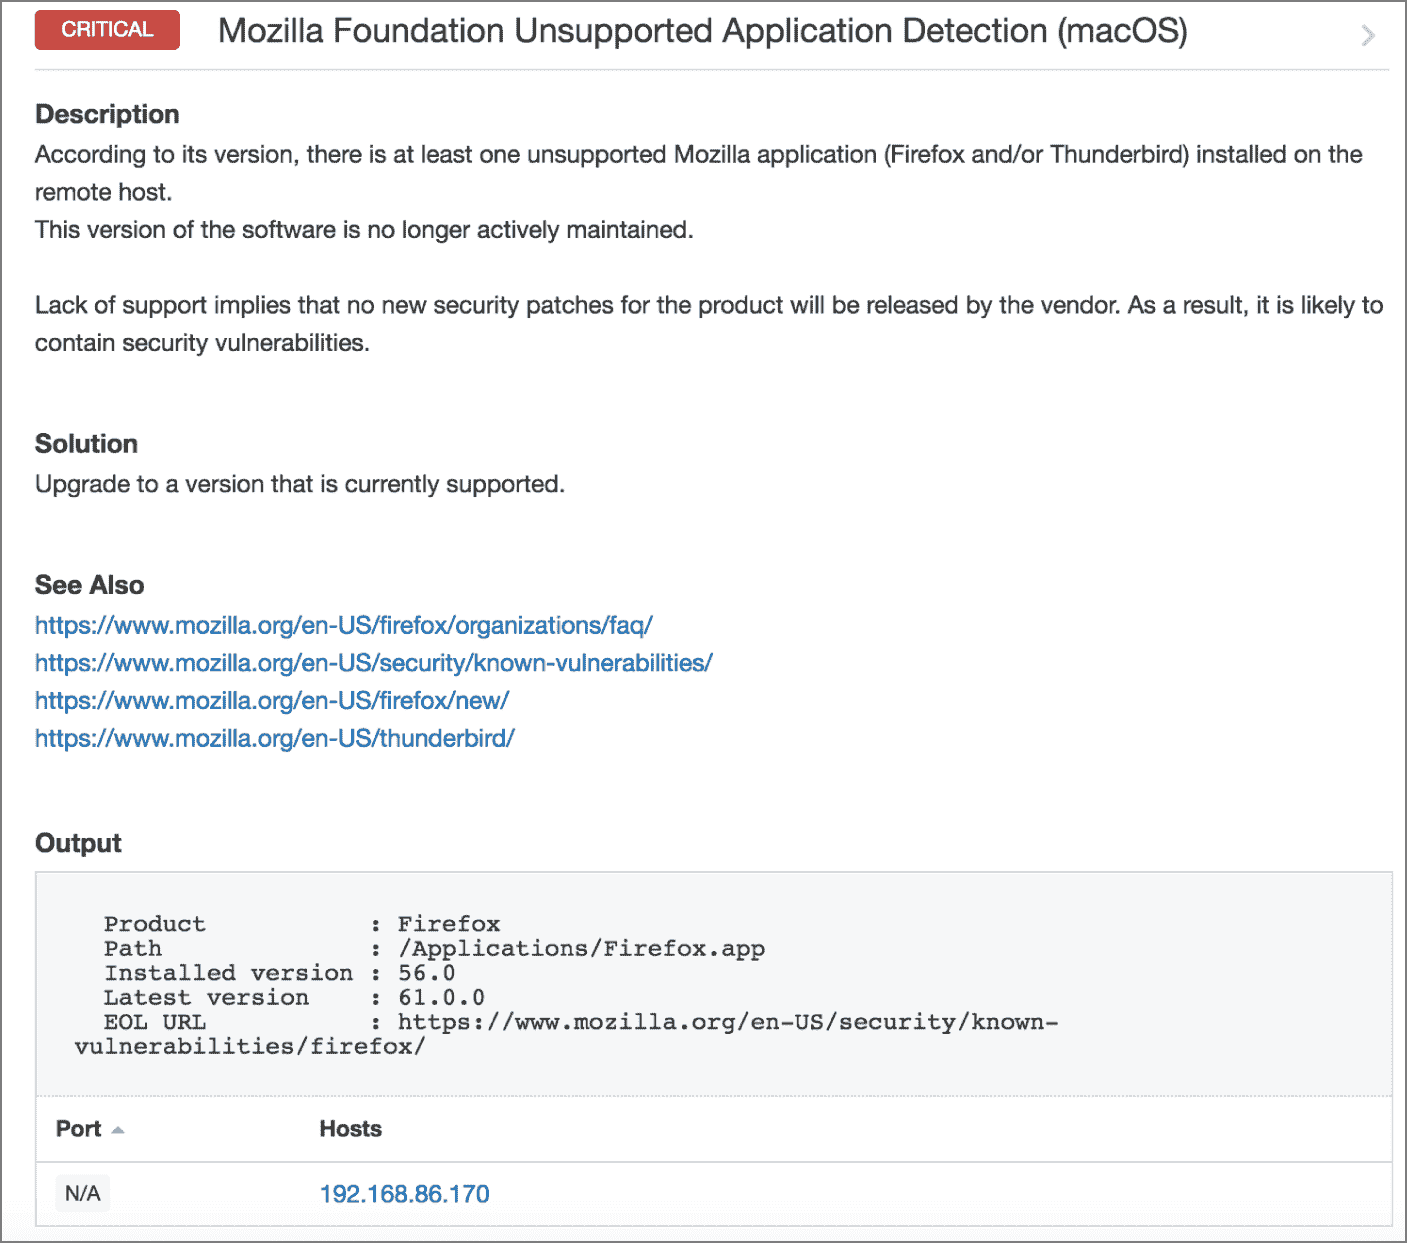 CRITICAL Mozilla Foundation Unsupported Application Detection (macOS)
Description
According to its version, there is at least one unsupported Mozilla application (Firefox and/or Thunderbird) installed on the
remote host.
This version of the software is no longer actively maintained.
Lack of support implies that no new security patches for the product will be released by the vendor. As a result, it is likely to
contain security vulnerabilities.
Solution
Upgrade to a version that is currently supported.
See Also
https://www.mozilla.org/en-US/firefox/organizations/faq/
https://www.mozilla.org/en-US/security/known-vulnerabilities/
https://www.mozilla.org/en-US/firefox/new/
https://www.mozilla.org/en-US/thunderbird/
Output
Product : Firefox
Path : /Applications/Firefox.app
Installed version : 56.0
Latest version : 61.0.0
EOL URL : https://www.mozilla.org/en-US/security/known-
vulnerabilities/firefox/
Port Hosts
N/A 192.168.86.170